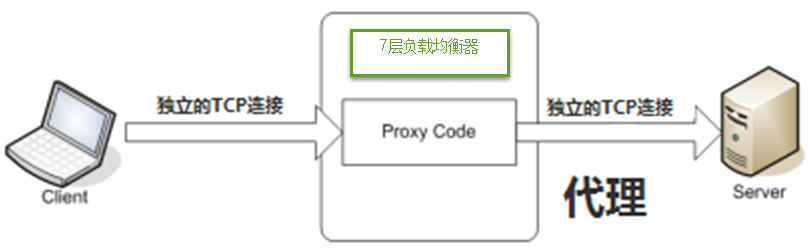 7层负载均衡器
独立的TCP连接
独立的TCP连接
Proxy Code
代理
Client
Server